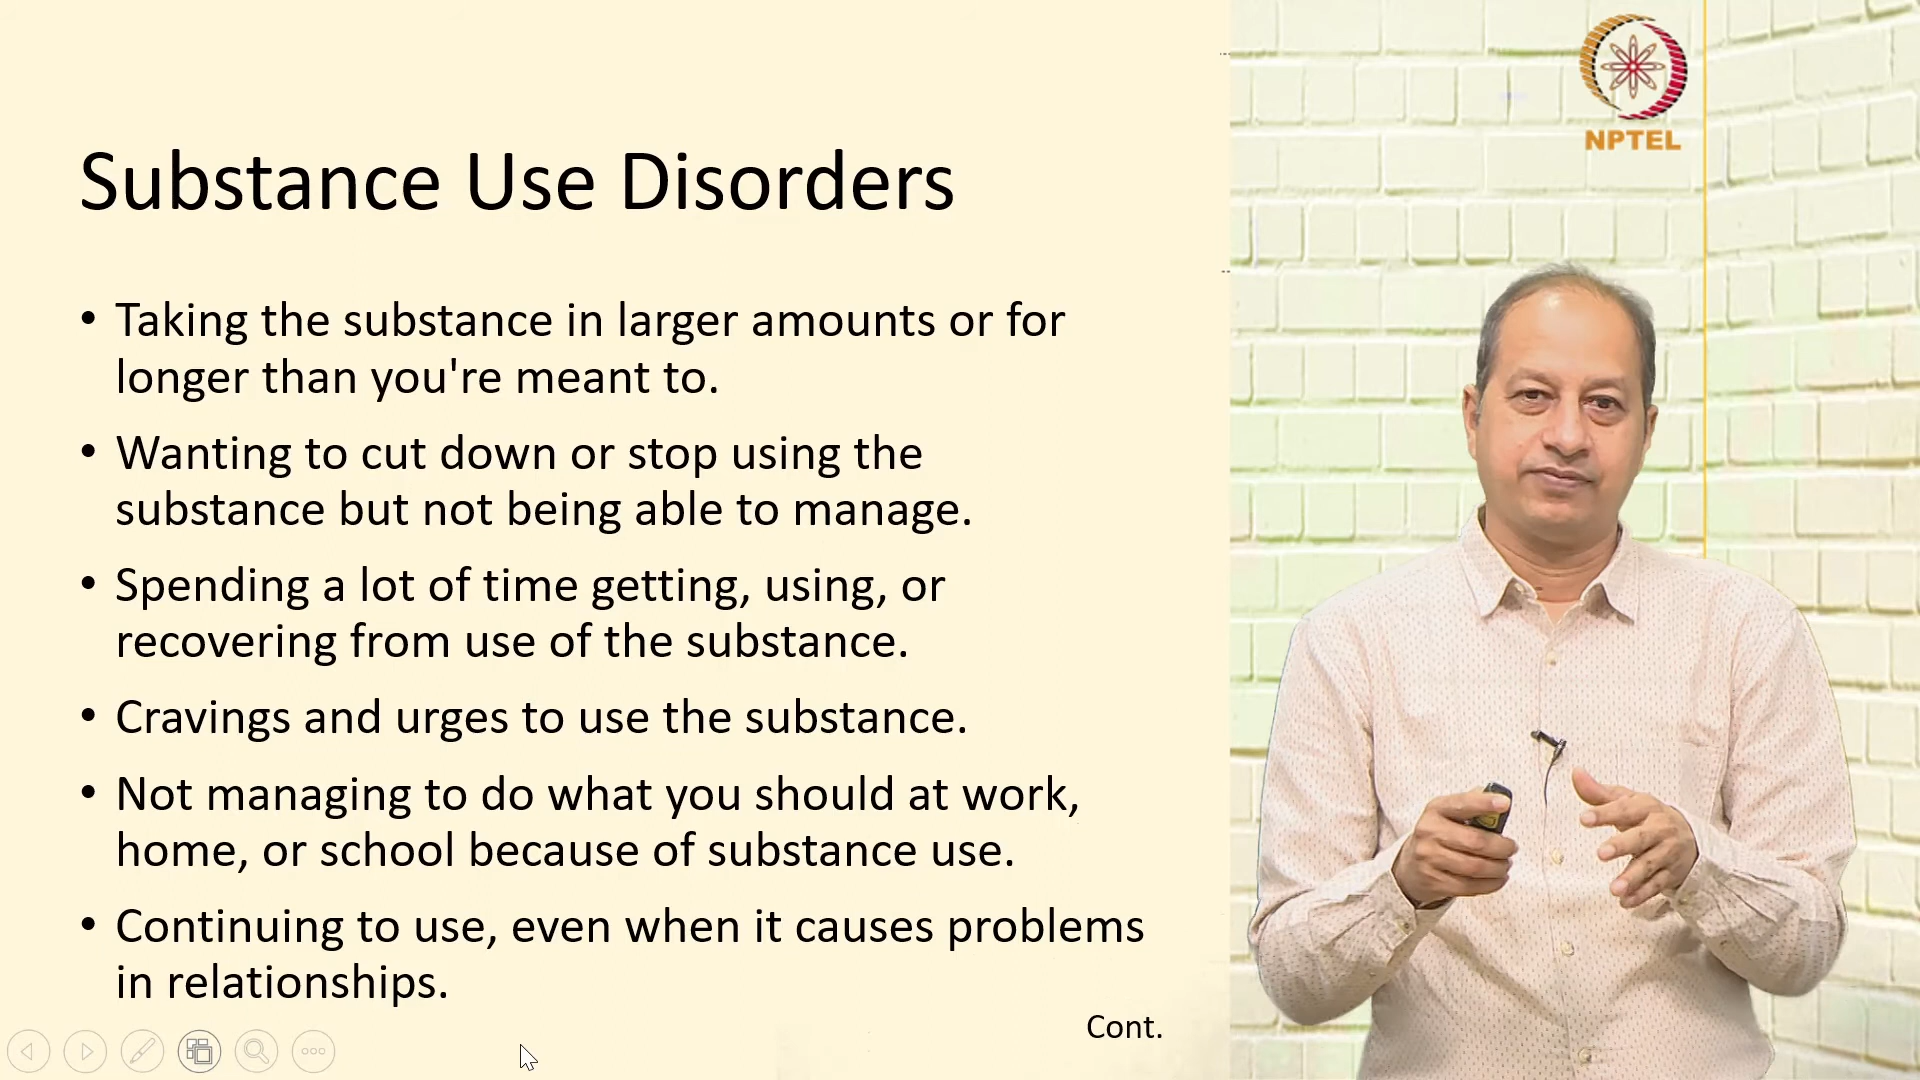 NPTEL
Substance Use Disorders
• Taking the substance in larger amounts or for
longer than you're meant to.
• Wanting to cut down or stop using the
substance but not being able to manage.
• Spending a lot of time getting, using, or
recovering from use of the substance.
• Cravings and urges to use the substance.
• Not managing to do what you should at work,
home, or school because of substance use.
• Continuing to use, even when it causes problems
in relationships.
Cont.